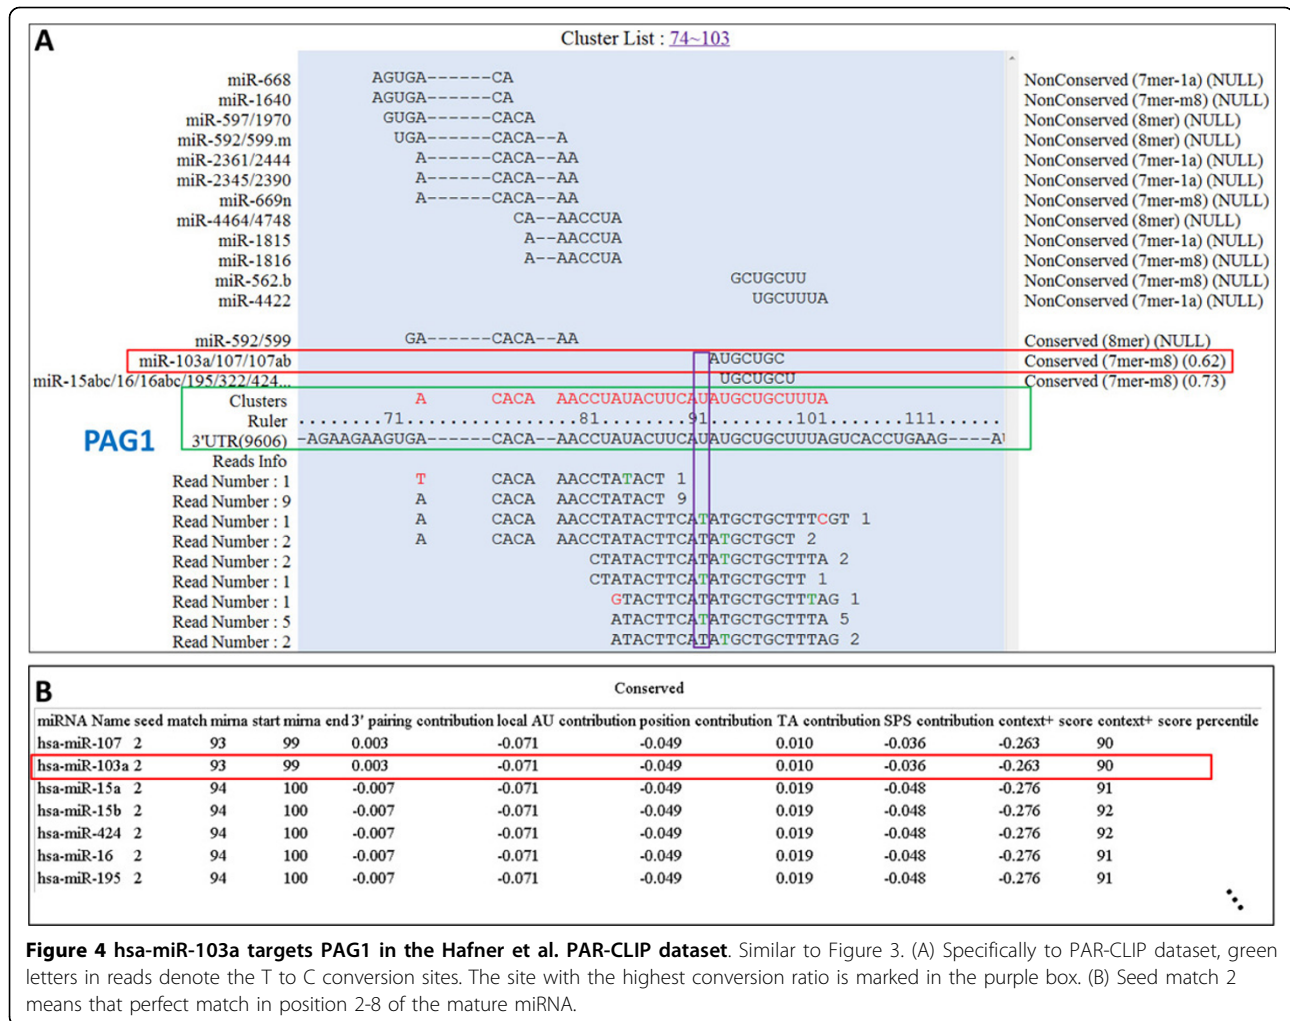 A
Cluster List : 74~103
miR-668 AGUGA------CA NonConserved (7mer-1a) (NULL)
miR-1640 AGUGA------CA NonConserved (7mer-m8) (NULL)
miR-597/1970 GUGA------CACA NonConserved (8mer) (NULL)
miR-592/599.m UGA------CACA--A NonConserved (8mer) (NULL)
miR-2361/2444 A------CACA--AA NonConserved (7mer-1a) (NULL)
miR-2345/2390 A------CACA--AA NonConserved (7mer-1a) (NULL)
miR-669n A------CACA--AA NonConserved (7mer-m8) (NULL)
miR-4464/4748 CA--AACCUA NonConserved (8mer) (NULL)
miR-1815 A--AACCUA NonConserved (7mer-1a) (NULL)
miR-1816 A--AACCUA NonConserved (7mer-m8) (NULL)
miR-562.b GCUGCUU NonConserved (7mer-m8) (NULL)
miR-4422 UGCUUUA NonConserved (7mer-1a) (NULL)
miR-592/599 GA------CACA--AA Conserved (8mer) (NULL)
miR-103a/107/107ab AUGCUGC Conserved (7mer-m8) (0.62)
miR-15abc/16/16abc/195/322/424... UGCUGCU Conserved (7mer-m8) (0.73)
Clusters A CACA AACCUAUACUUCAUAUGCUGCUUUA
Ruler ........71................81........91.........101.......111.......
PAG1 3'UTR(9606) -AGAAGAAGUGA------CACA--AACCUAUACUUCAUAUGCUGCUUUAGUCACCUGAAG----AU
Reads Info
Read Number : 1 T CACA AACCTATACT 1
Read Number : 9 A CACA AACCTATACT 9
Read Number : 1 A CACA AACCTATACTTCATATGCTGCTTTCGT 1
Read Number : 2 A CACA AACCTATACTTCATATGCTGCT 2
Read Number : 2 CTATACTTCATATGCTGCTTTA 2
Read Number : 1 CTATACTTCATATGCTGCTT 1
Read Number : 1 GTACTTCATATGCTGCTTTAG 1
Read Number : 5 ATACTTCATATGCTGCTTTA 5
Read Number : 2 ATACTTCATATGCTGCTTTAG 2
B
Conserved
miRNA Name seed match mirna start mirna end 3' pairing contribution local AU contribution position contribution TA contribution SPS contribution context+ score context+ score percentile
hsa-miR-107 2 93 99 0.003 -0.071 -0.049 0.010 -0.036 -0.263 90
hsa-miR-103a 2 93 99 0.003 -0.071 -0.049 0.010 -0.036 -0.263 90
hsa-miR-15a 2 94 100 -0.007 -0.071 -0.049 0.019 -0.048 -0.276 91
hsa-miR-15b 2 94 100 -0.007 -0.071 -0.049 0.019 -0.048 -0.276 92
hsa-miR-424 2 94 100 -0.007 -0.071 -0.049 0.019 -0.048 -0.276 92
hsa-miR-16 2 94 100 -0.007 -0.071 -0.049 0.019 -0.048 -0.276 91
hsa-miR-195 2 94 100 -0.007 -0.071 -0.049 0.019 -0.048 -0.276 91
Figure 4 hsa-miR-103a targets PAG1 in the Hafner et al. PAR-CLIP dataset. Similar to Figure 3. (A) Specifically to PAR-CLIP dataset, green
letters in reads denote the T to C conversion sites. The site with the highest conversion ratio is marked in the purple box. (B) Seed match 2
means that perfect match in position 2-8 of the mature miRNA.